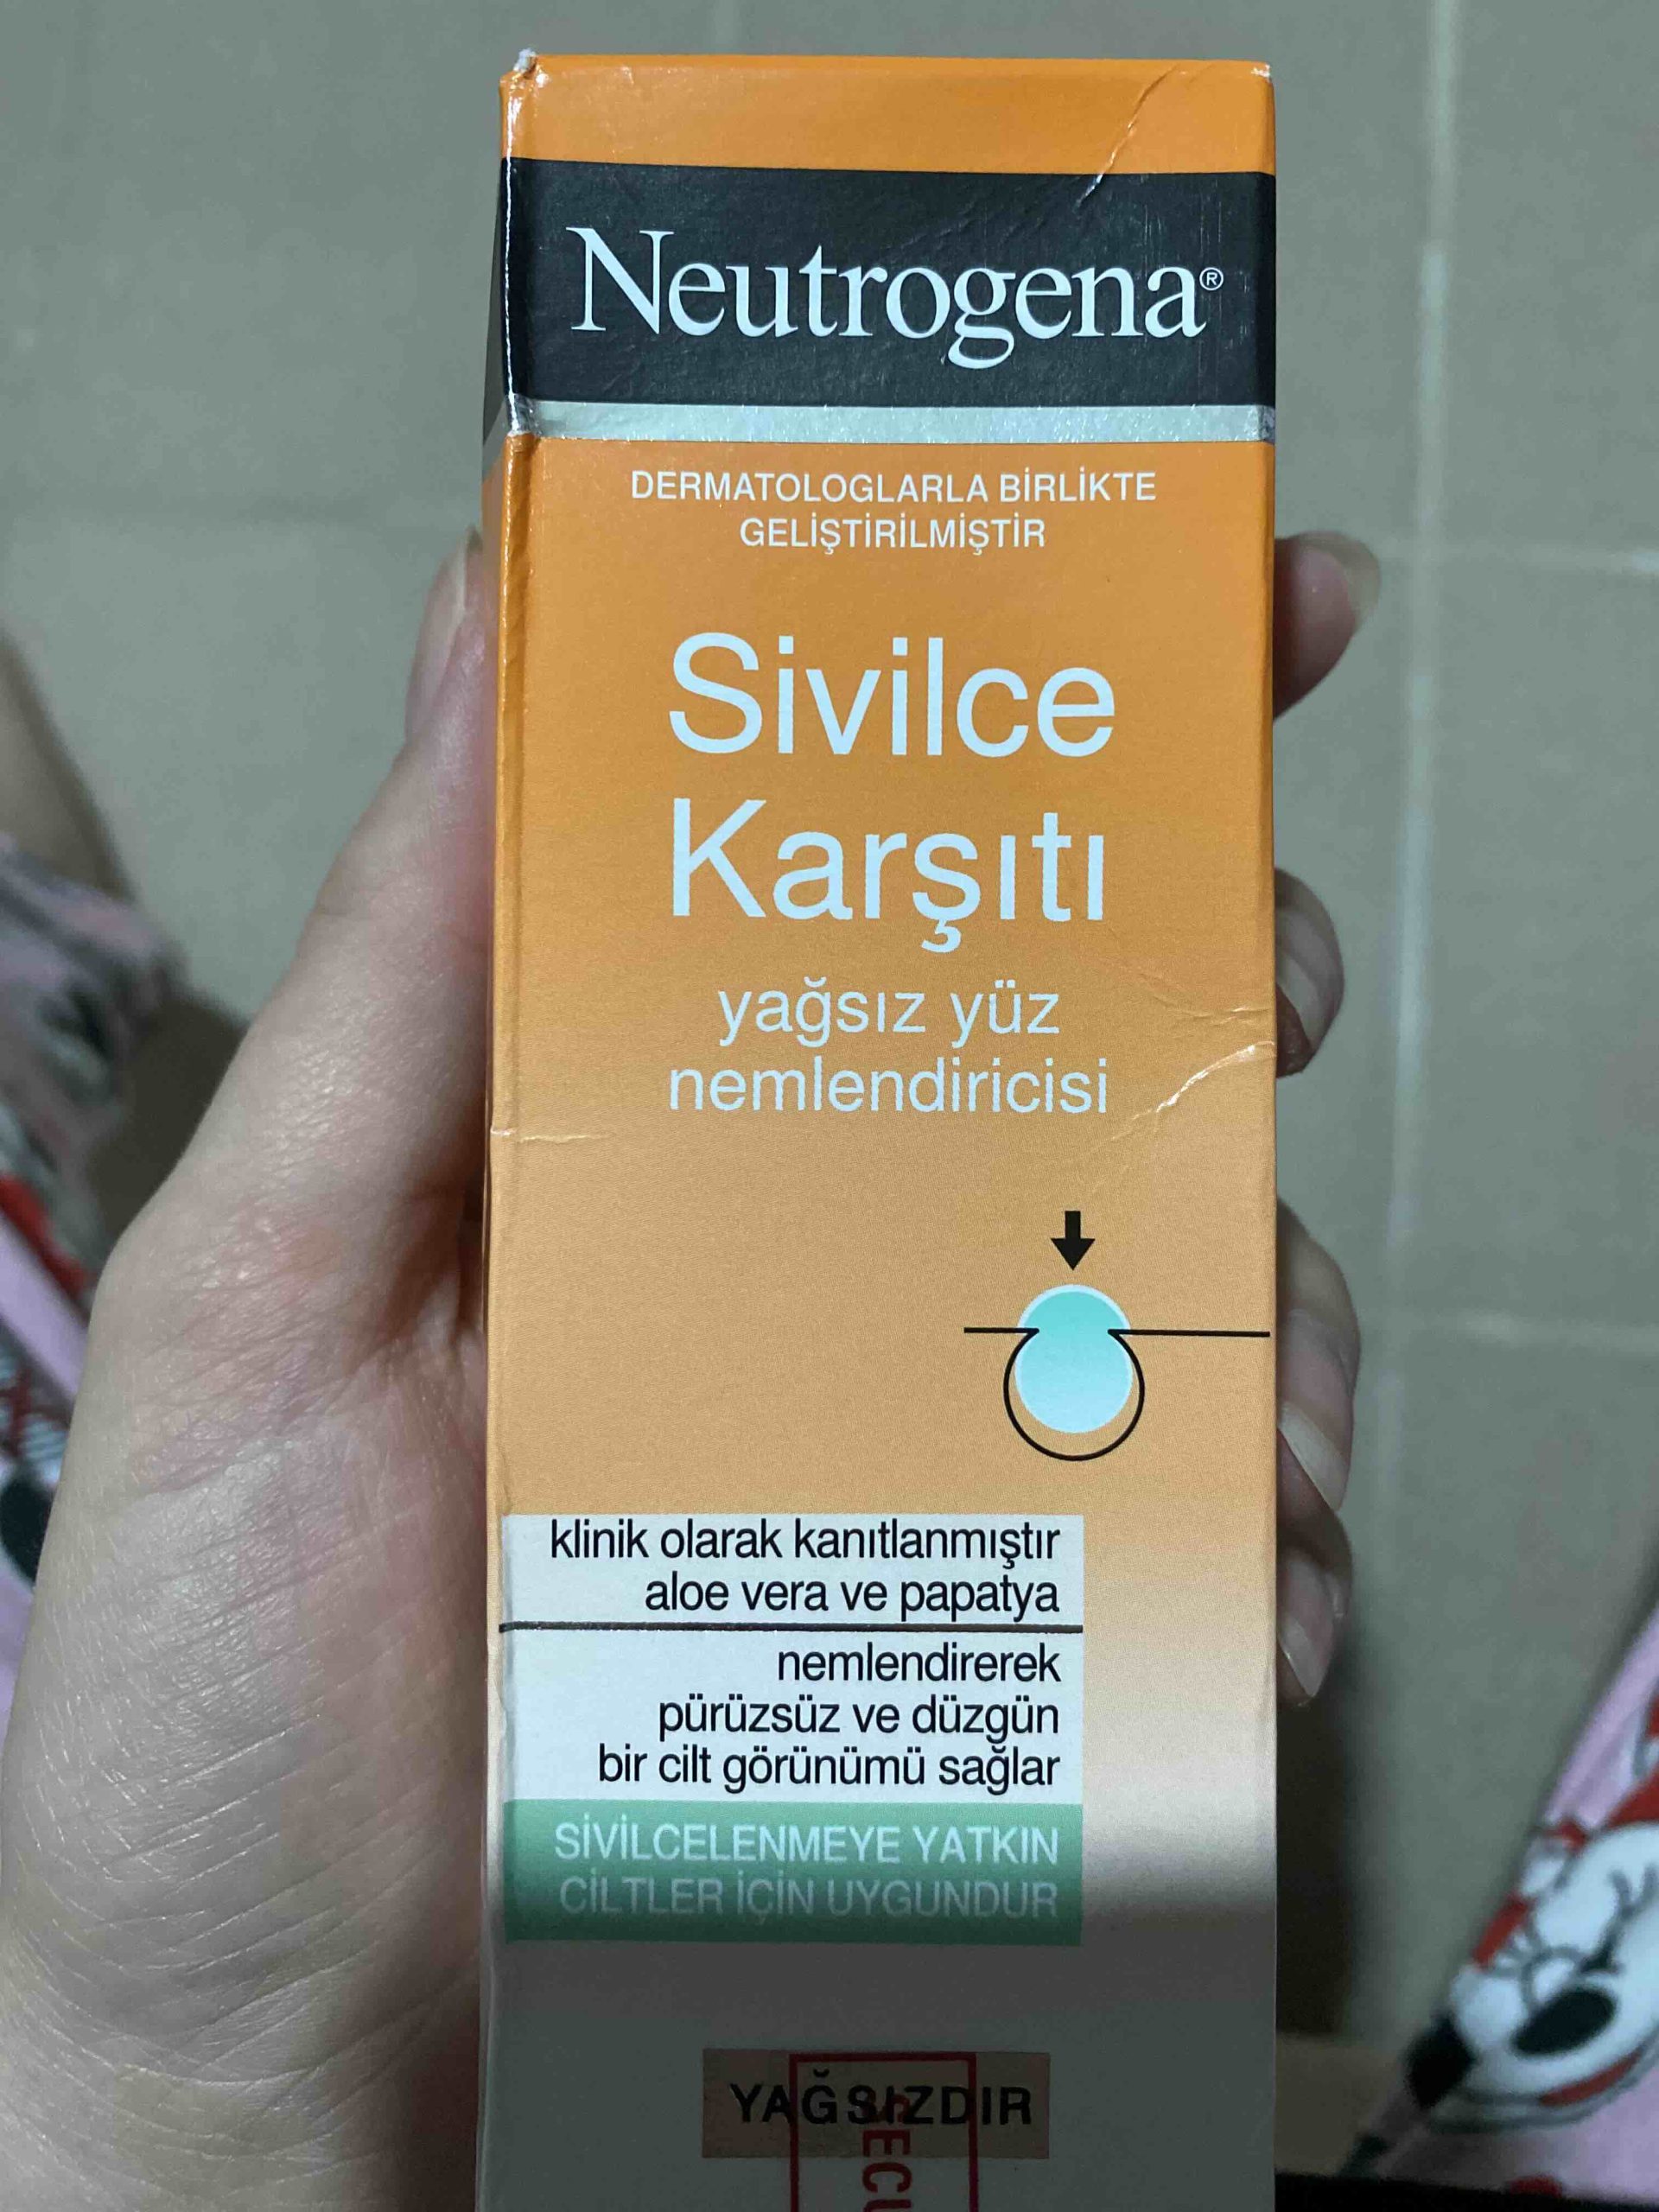 Neutrogena®
DERMATOLOGLARLA BİRLİKTE
GELİŞTİRİLMİŞTİR
Sivilce
Karşıtı
yağsız yüz
nemlendiricisi
klinik olarak kanıtlanmıştır
aloe vera ve papatya
nemlendirerek
pürüzsüz ve düzgün
bir cilt görünümü sağlar
SİVİLCELENMEYE YATKIN
CİLTLER İÇİN UYGUNDUR
YAĞSIZDIR